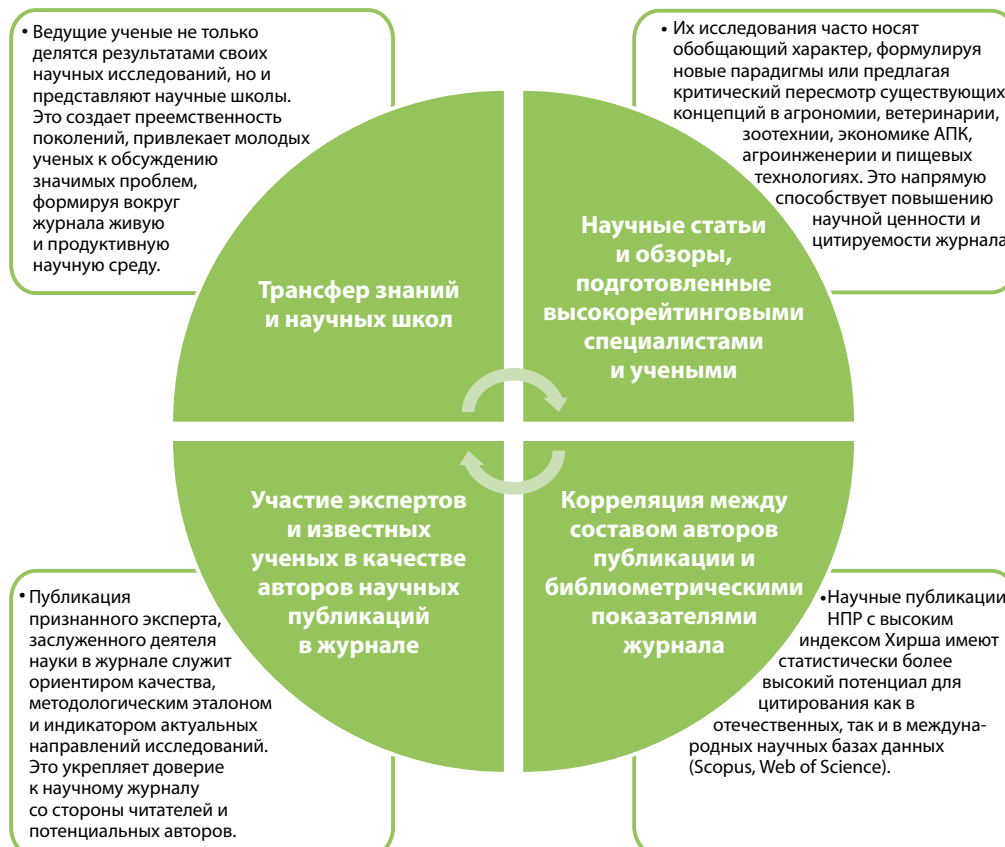 • Ведущие ученые не только
делятся результатами своих
научных исследований, но и
представляют научные школы.
Это создает преемственность
поколений, привлекает молодых
ученых к обсуждению
значимых проблем,
формируя вокруг
журнала живую
и продуктивную
научную среду.
• Их исследования часто носят
обобщающий характер, формулируя
новые парадигмы или предлагая
критический пересмотр существующих
концепций в агрономии, ветеринарии,
зоотехнии, экономике АПК,
агроинженерии и пищевых
технологиях. Это напрямую
способствует повышению
научной ценности и
цитируемости журнала
Трансфер знаний
и научных школ
Научные статьи
и обзоры,
подготовленные
высокорейтинговыми
специалистами
и учеными
Участие экспертов
и известных
ученых в качестве
авторов научных
публикаций
в журнале
Корреляция между
составом авторов
публикации и
библиометрическими
показателями
журнала
• Публикация
признанного эксперта,
заслуженного деятеля
науки в журнале служит
ориентиром качества,
методологическим эталоном
и индикатором актуальных
направлений исследований.
Это укрепляет доверие
к научному журналу
со стороны читателей и
потенциальных авторов.
•Научные публикации
НПР с высоким
индексом Хирша имеют
статистически более
высокий потенциал для
цитирования как в
отечественных, так и в междуна-
родных научных базах данных
(Scopus, Web of Science).